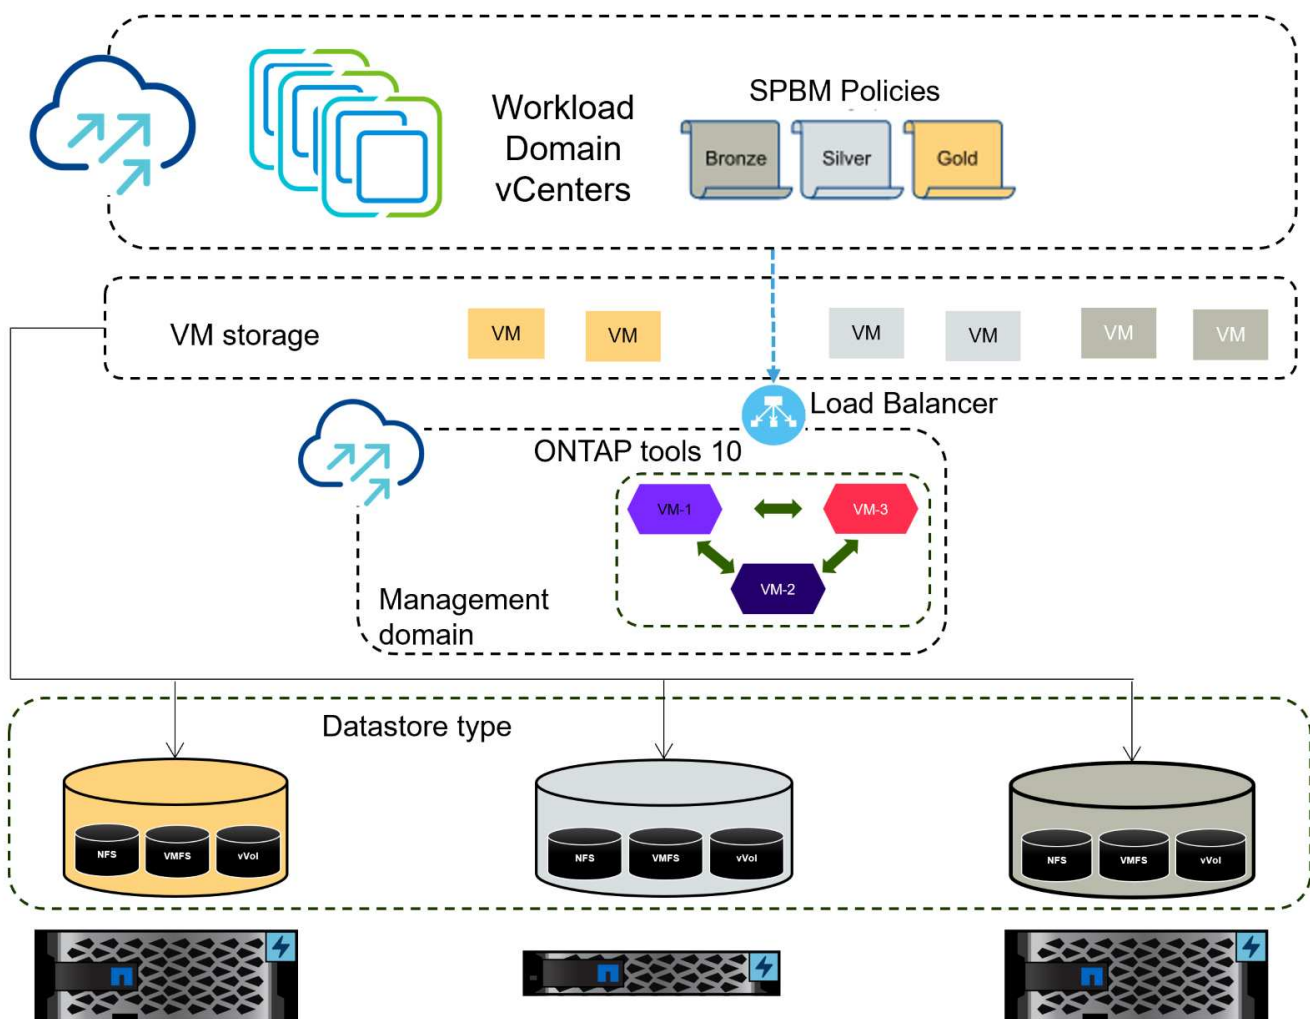 SPBM Policies
Workload
Domain
vCenters
Bronze
Silver
Gold
VM storage
VM
VM
VM
VM
VM
VM
Load Balancer
ONTAP tools 10
VM-1
VM-3
VM-2
Management
domain
Datastore type
NFS
VMFS
vVol
NFS
VMFS
vVol
NFS
VMFS
vVol